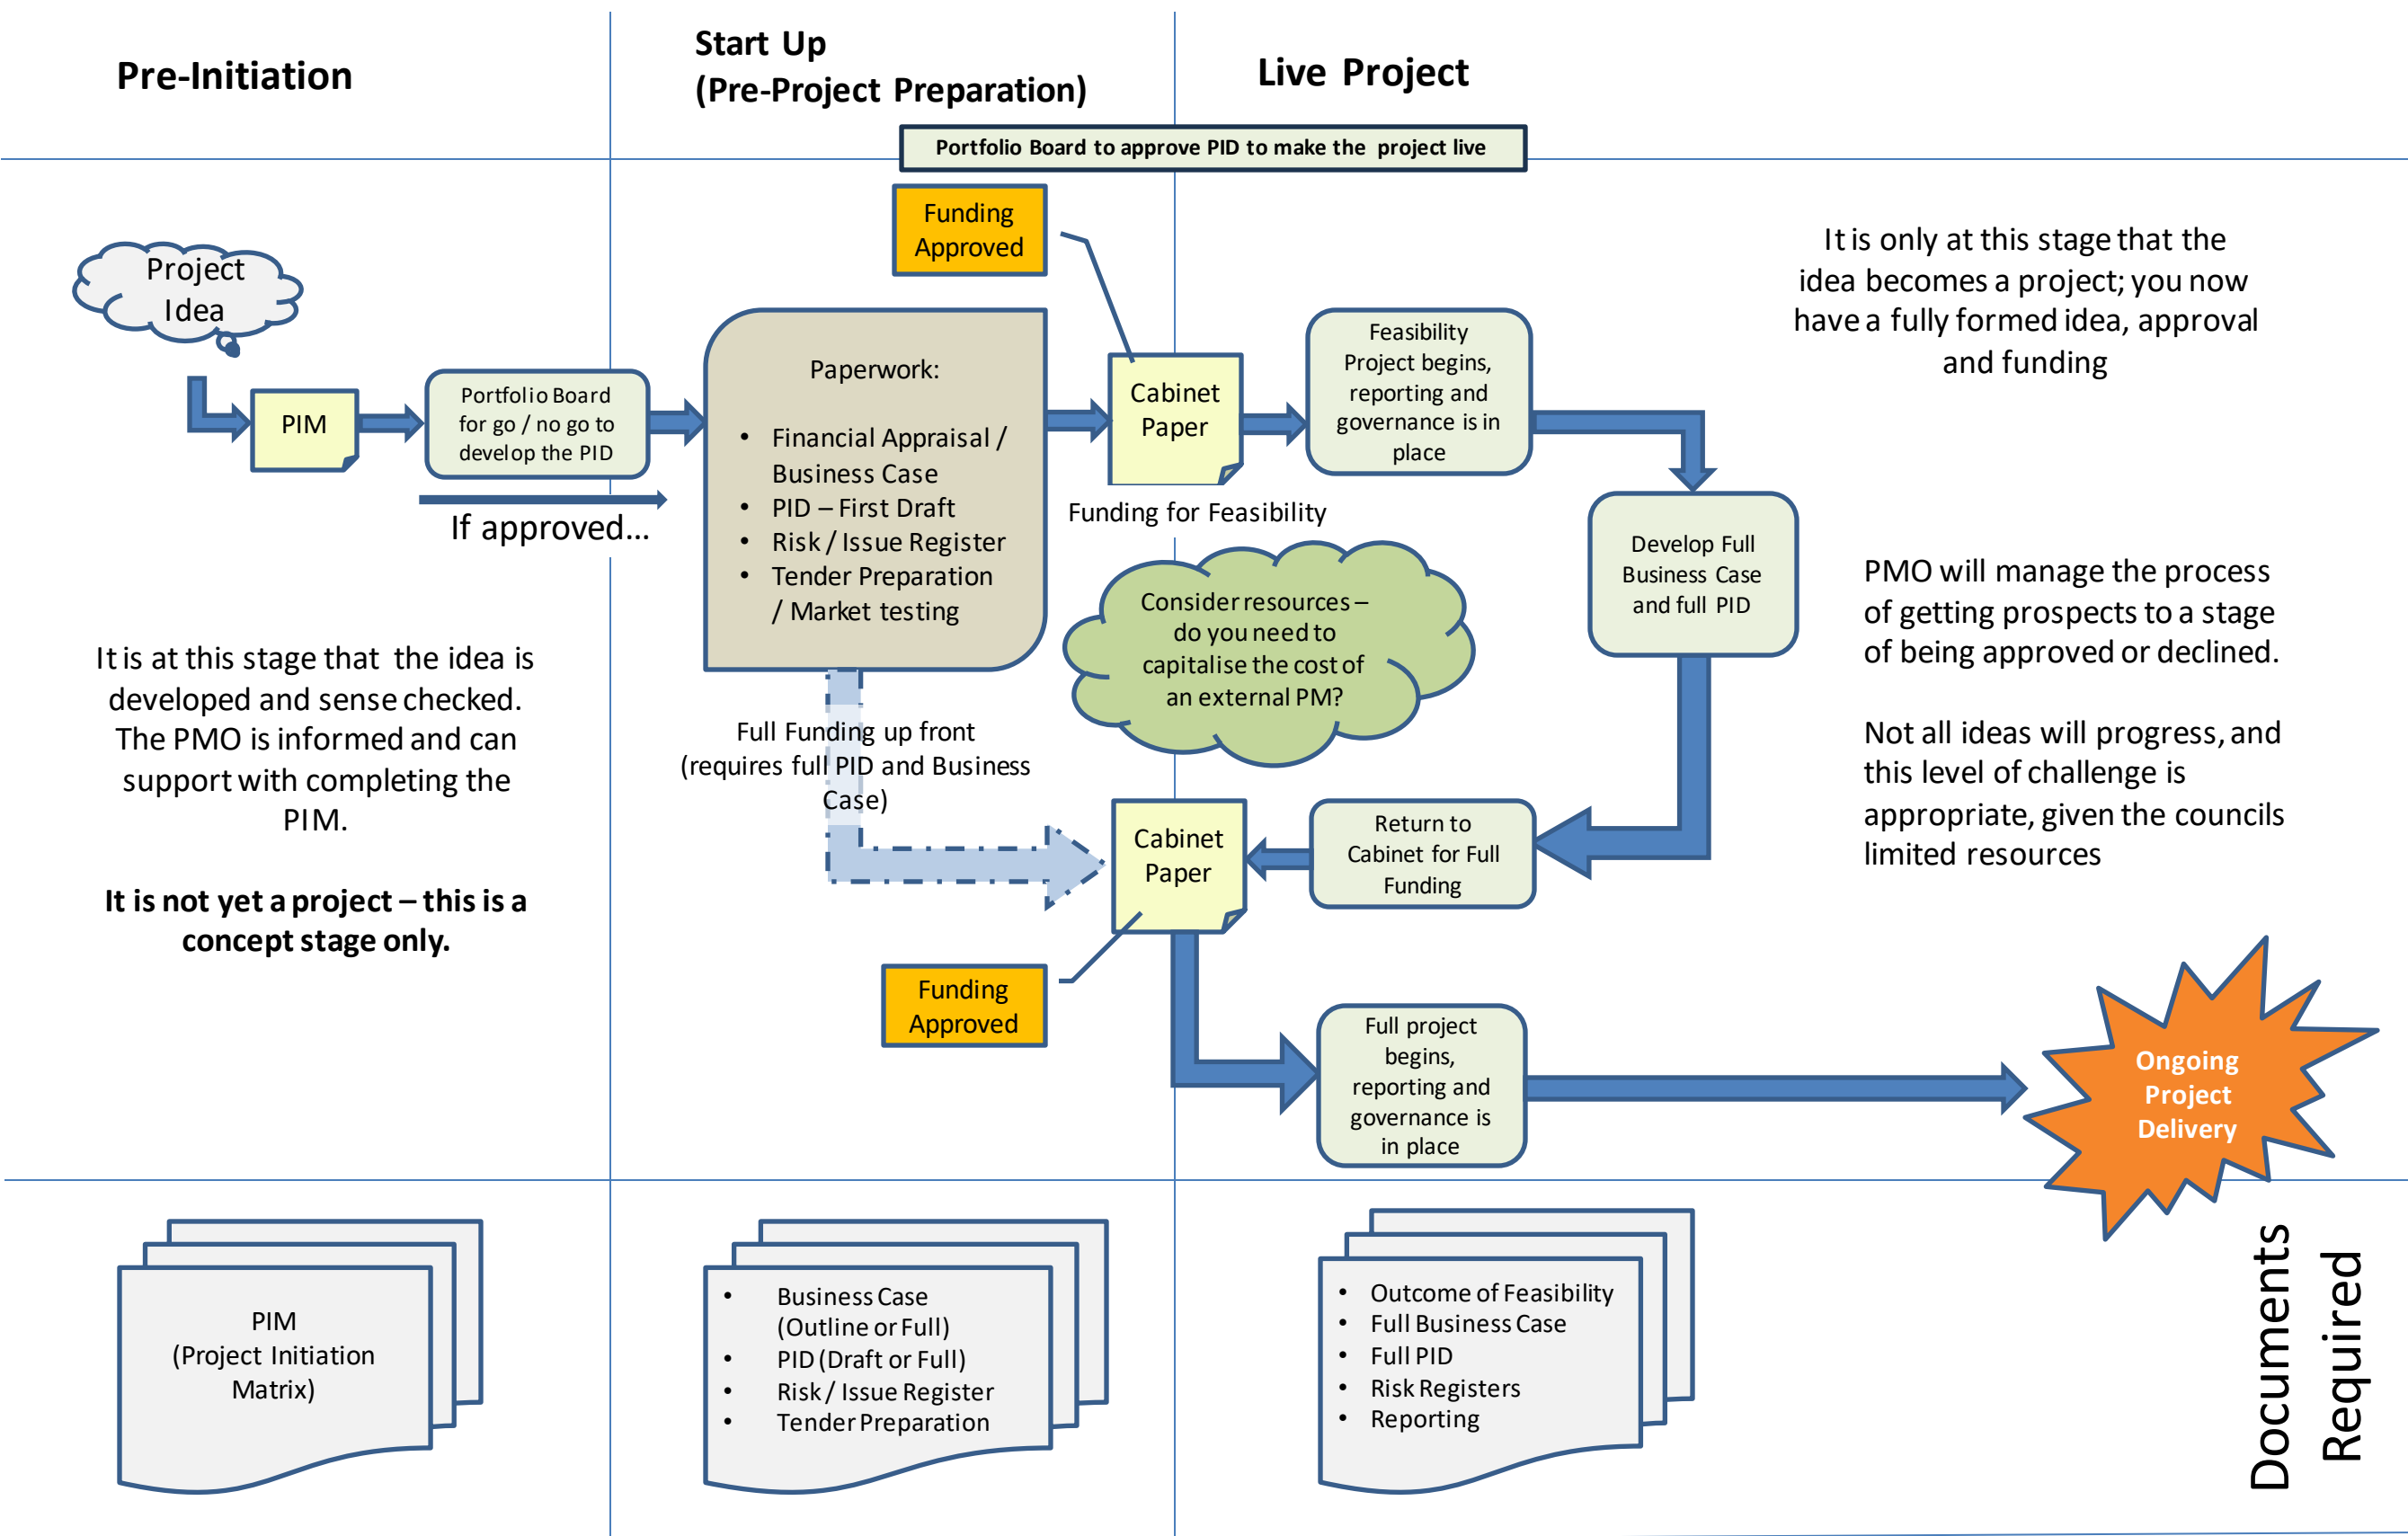 Pre-Initiation
Start Up
(Pre-Project Preparation)
Live Project
Portfolio Board to approve PID to make the project live
Project
Idea
PIM
Portfolio Board
for go / no go to
develop the PID
If approved...
It is at this stage that the idea is
developed and sense checked.
The PMO is informed and can
support with completing the
PIM.
It is not yet a project – this is a
concept stage only.
Funding
Approved
Paperwork:
• Financial Appraisal /
Business Case
• PID – First Draft
• Risk / Issue Register
• Tender Preparation
/ Market testing
Cabinet
Paper
Funding for Feasibility
Feasibility
Project begins,
reporting and
governance is in
place
It is only at this stage that the
idea becomes a project; you now
have a fully formed idea, approval
and funding
Develop Full
Business Case
and full PID
Consider resources –
do you need to
capitalise the cost of
an external PM?
PMO will manage the process
of getting prospects to a stage
of being approved or declined.
Not all ideas will progress, and
this level of challenge is
appropriate, given the councils
limited resources
Full Funding up front
(requires full PID and Business
Case)
Cabinet
Paper
Return to
Cabinet for Full
Funding
Funding
Approved
Full project
begins,
reporting and
governance is
in place
Ongoing
Project
Delivery
PIM
(Project Initiation
Matrix)
• Business Case
(Outline or Full)
• PID (Draft or Full)
• Risk / Issue Register
• Tender Preparation
• Outcome of Feasibility
• Full Business Case
• Full PID
• Risk Registers
• Reporting
Documents
Required